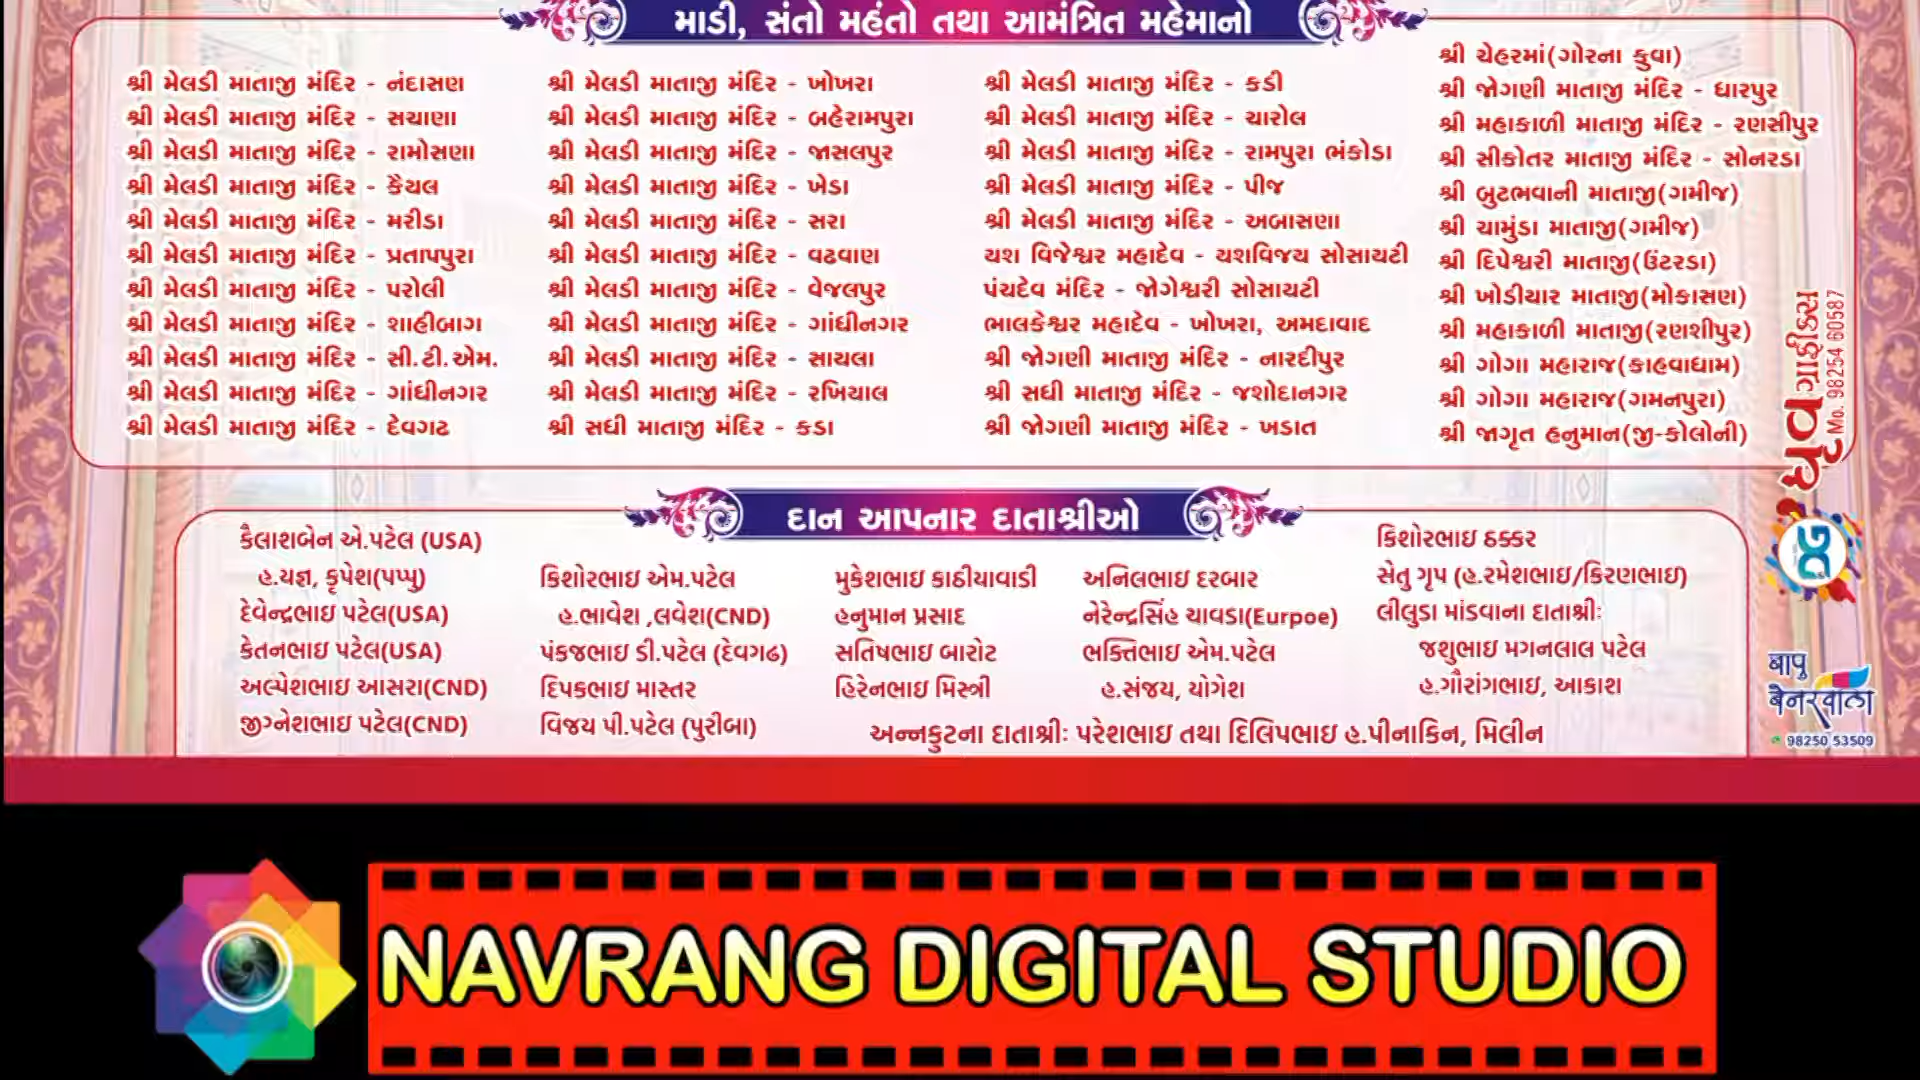 માડી, સંતો મહંતો તથા આમંત્રિત મહેમાનો
શ્રી મેલડી માતાજી મંદિર - નંદાસણ
શ્રી મેલડી માતાજી મંદિર - સચાણા
શ્રી મેલડી માતાજી મંદિર - રામોસણા
શ્રી મેલડી માતાજી મંદિર - કૈયલ
શ્રી મેલડી માતાજી મંદિર - મરીડા
શ્રી મેલડી માતાજી મંદિર - પ્રતાપપુરા
શ્રી મેલડી માતાજી મંદિર - પરોલી
શ્રી મેલડી માતાજી મંદિર - શાહીબાગ
શ્રી મેલડી માતાજી મંદિર - સી.ટી.એમ.
શ્રી મેલડી માતાજી મંદિર - ગાંધીનગર
શ્રી મેલડી માતાજી મંદિર - દેવગઢ
શ્રી મેલડી માતાજી મંદિર - ખોખરા
શ્રી મેલડી માતાજી મંદિર - બહેરામપુરા
શ્રી મેલડી માતાજી મંદિર - જાસલપુર
શ્રી મેલડી માતાજી મંદિર - ખેડા
શ્રી મેલડી માતાજી મંદિર - સરા
શ્રી મેલડી માતાજી મંદિર - વઢવાણ
શ્રી મેલડી માતાજી મંદિર - વેજલપુર
શ્રી મેલડી માતાજી મંદિર - ગાંધીનગર
શ્રી મેલડી માતાજી મંદિર - સાયલા
શ્રી મેલડી માતાજી મંદિર - રખિયાલ
શ્રી સધી માતાજી મંદિર - કડા
શ્રી મેલડી માતાજી મંદિર - કડી
શ્રી મેલડી માતાજી મંદિર - ચારોલ
શ્રી મેલડી માતાજી મંદિર - રામપુરા ભંકોડા
શ્રી મેલડી માતાજી મંદિર - પીજ
શ્રી મેલડી માતાજી મંદિર - અબાસણા
યશ વિજેશ્વર મહાદેવ - યશવિજય સોસાયટી
પંચદેવ મંદિર - જોગેશ્વરી સોસાયટી
ભાલકેશ્વર મહાદેવ - ખોખરા, અમદાવાદ
શ્રી જોગણી માતાજી મંદિર - નારદીપુર
શ્રી સધી માતાજી મંદિર - જશોદાનગર
શ્રી જોગણી માતાજી મંદિર - ખડાત
શ્રી ચેહરમાં(ગોરના કુવા)
શ્રી જોગણી માતાજી મંદિર - ધારપુર
શ્રી મહાકાળી માતાજી મંદિર - રણસીપુર
શ્રી સીકોતર માતાજી મંદિર - સોનરડા
શ્રી બુટભવાની માતાજી(ગમીજ)
શ્રી ચામુંડા માતાજી(ગમીજ)
શ્રી દિપેશ્વરી માતાજી(ઉંટરડા)
શ્રી ખોડીયાર માતાજી(મોકાસણ)
શ્રી મહાકાળી માતાજી(રણશીપુર)
શ્રી ગોગા મહારાજ(કાહવાધામ)
શ્રી ગોગા મહારાજ(ગમનપુરા)
શ્રી જાગૃત હનુમાન(જી-કોલોની)
ધ્રુવ ગ્રાફીક્સ
Mo. 98254 60587
DG
बापु
बैनरवाला
98250 53509
દાન આપનાર દાતાશ્રીઓ
કૈલાશબેન એ.પટેલ (USA)
હ.યજ્ઞ, કૃપેશ(પપ્પુ)
દેવેન્દ્રભાઇ પટેલ(USA)
કેતનભાઇ પટેલ(USA)
અલ્પેશભાઇ આસરા(CND)
જીગ્નેશભાઇ પટેલ(CND)
કિશોરભાઇ એમ.પટેલ
હ.ભાવેશ ,લવેશ(CND)
પંકજભાઇ ડી.પટેલ (દેવગઢ)
દિપકભાઇ માસ્તર
વિજય પી.પટેલ (પુરીબા)
મુકેશભાઇ કાઠીયાવાડી
હનુમાન પ્રસાદ
સતિષભાઇ બારોટ
હિરેનભાઇ મિસ્ત્રી
અનિલભાઇ દરબાર
નેરેન્દ્રસિંહ ચાવડા(Eurpoe)
ભક્તિભાઇ એમ.પટેલ
હ.સંજય, યોગેશ
કિશોરભાઇ ઠક્કર
સેતુ ગૃપ (હ.રમેશભાઇ/કિરણભાઇ)
લીલુડા માંડવાના દાતાશ્રીઃ
જશુભાઇ મગનલાલ પટેલ
હ.ગૌરાંગભાઇ, આકાશ
અન્નકુટના દાતાશ્રીઃ પરેશભાઇ તથા દિલિપભાઇ હ.પીનાકિન, મિલીન
NAVRANG DIGITAL STUDIO